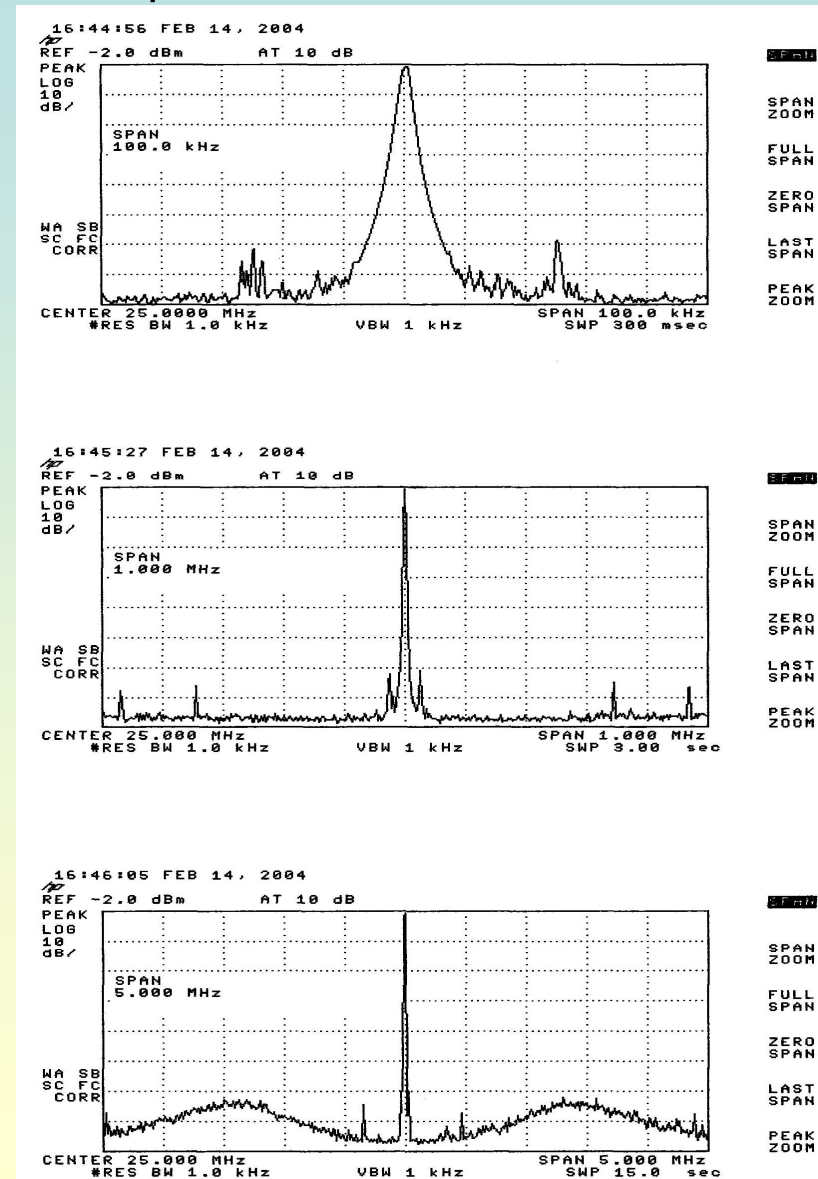 16:44:56 FEB 14, 2004
REF -2.0 dBm AT 10 dB
PEAK
LOG
10
dB/
SPAN
100.0 kHz
WA SB
SC FC
CORR
CENTER 25.0000 MHz SPAN 100.0 kHz
#RES BW 1.0 kHz VBW 1 kHz SWP 300 msec
SPAN
SPAN
ZOOM
FULL
SPAN
ZERO
SPAN
LAST
SPAN
PEAK
ZOOM
16:45:27 FEB 14, 2004
REF -2.0 dBm AT 10 dB
PEAK
LOG
10
dB/
SPAN
1.000 MHz
WA SB
SC FC
CORR
CENTER 25.000 MHz SPAN 1.000 MHz
#RES BW 1.0 kHz VBW 1 kHz SWP 3.00 sec
SPAN
SPAN
ZOOM
FULL
SPAN
ZERO
SPAN
LAST
SPAN
PEAK
ZOOM
16:46:05 FEB 14, 2004
REF -2.0 dBm AT 10 dB
PEAK
LOG
10
dB/
SPAN
5.000 MHz
WA SB
SC FC
CORR
CENTER 25.000 MHz SPAN 5.000 MHz
#RES BW 1.0 kHz VBW 1 kHz SWP 15.0 sec
SPAN
SPAN
ZOOM
FULL
SPAN
ZERO
SPAN
LAST
SPAN
PEAK
ZOOM